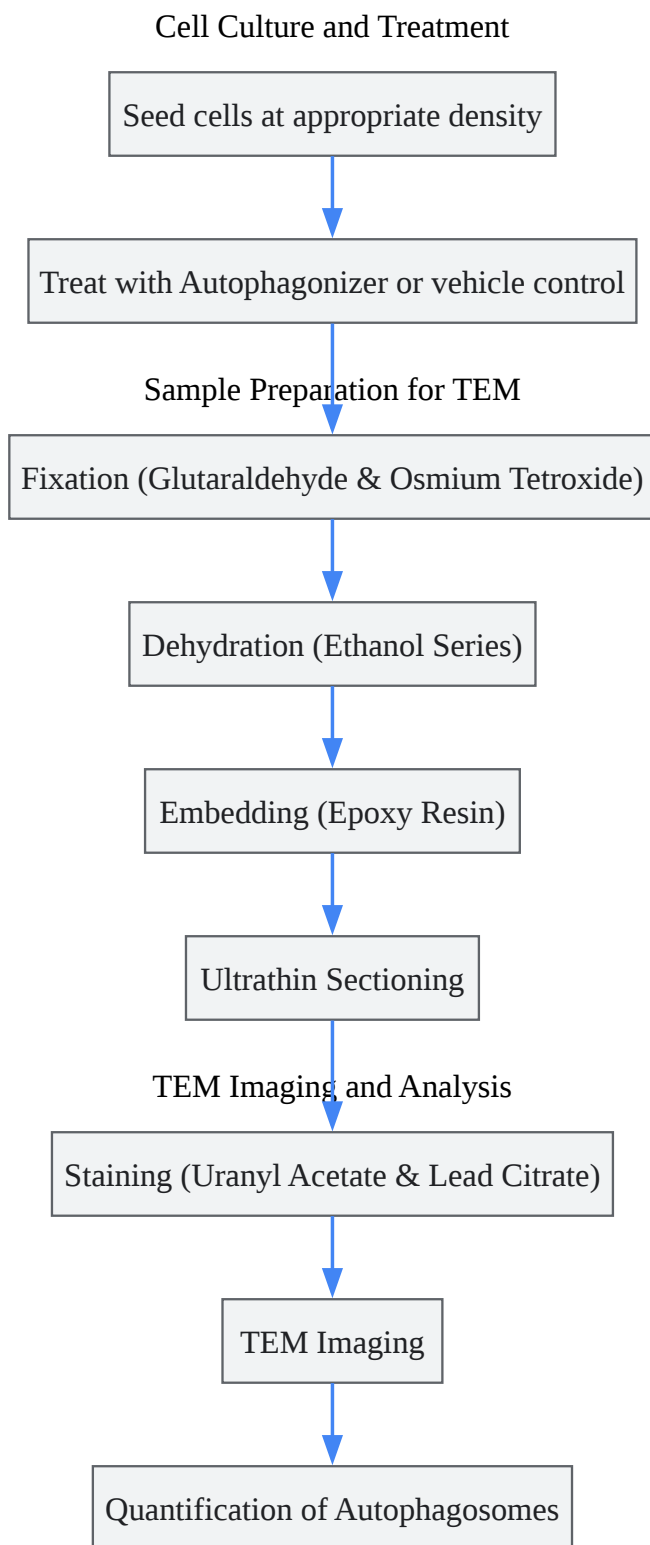 Cell Culture and Treatment
Seed cells at appropriate density
Treat with Autophagonizer or vehicle control
Sample Preparation for TEM
Fixation (Glutaraldehyde & Osmium Tetroxide)
Dehydration (Ethanol Series)
Embedding (Epoxy Resin)
Ultrathin Sectioning
TEM Imaging and Analysis
Staining (Uranyl Acetate & Lead Citrate)
TEM Imaging
Quantification of Autophagosomes